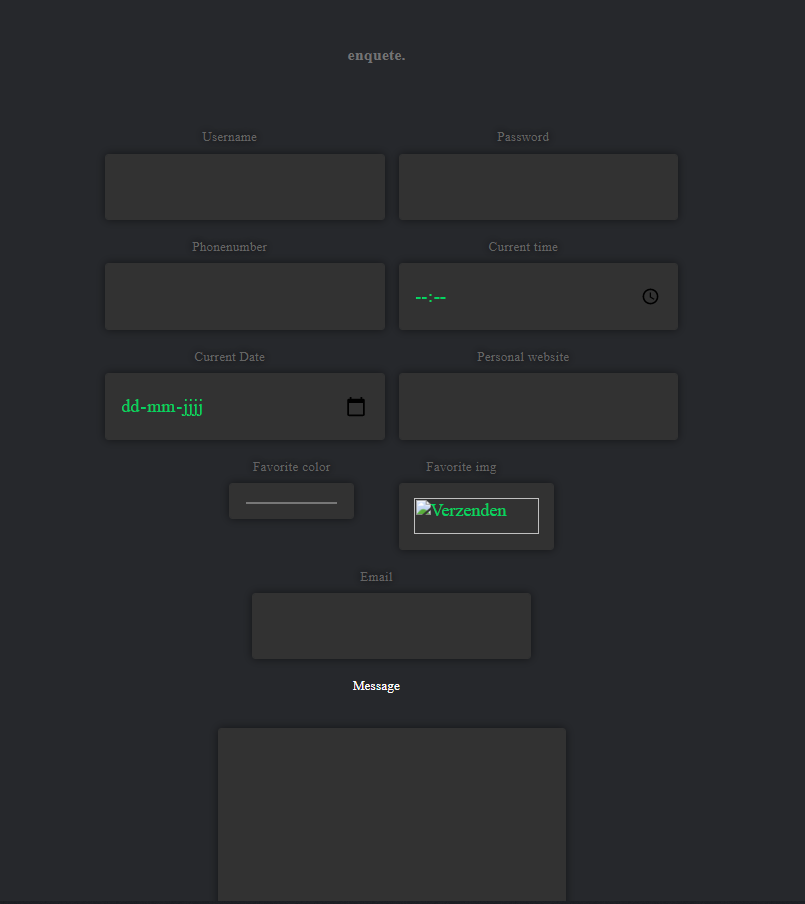 enquete.
Username
Password
Phonenumber
Current time
--:--
Current Date
Personal website
dd-mm-jjjj
Favorite color
Favorite img
Verzenden
Email
Message